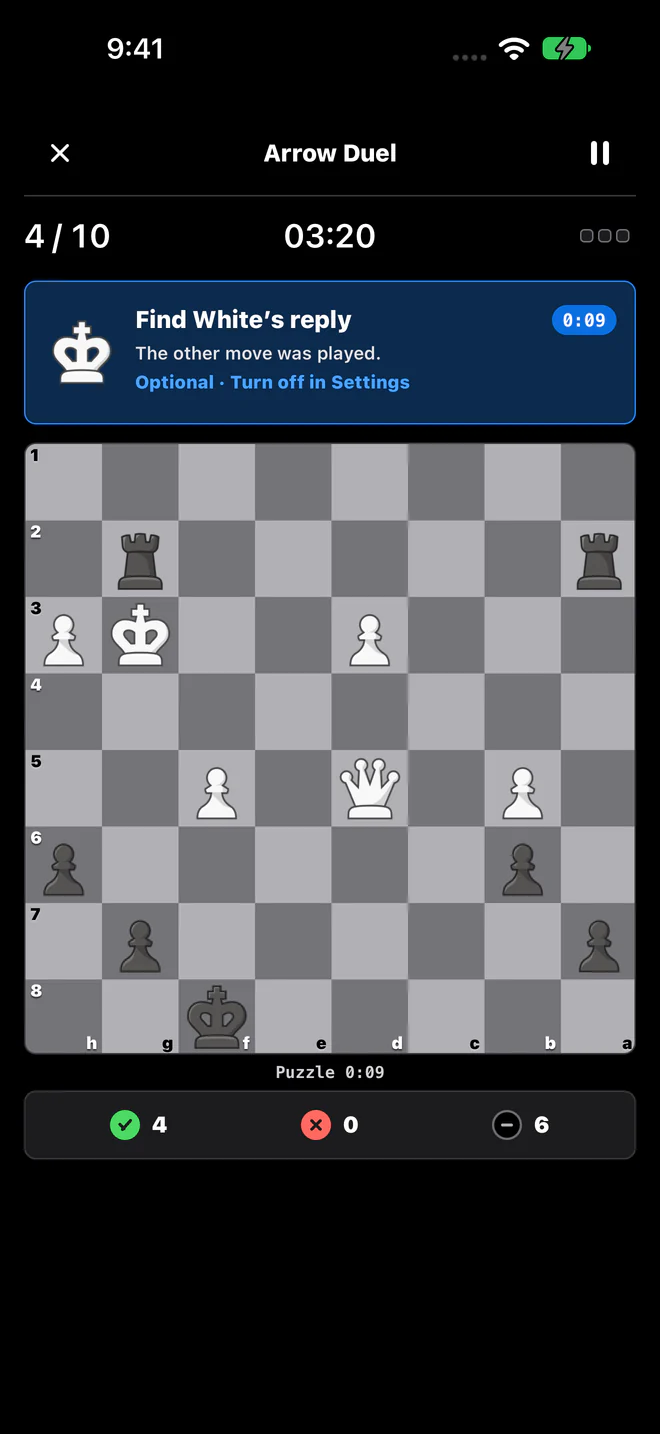 9:41
Arrow Duel
4 / 10
03:20
Find White’s reply
0:09
The other move was played.
Optional · Turn off in Settings
1
2
3
4
5
6
7
8
h g f e d c b a
Puzzle 0:09
4 0 6